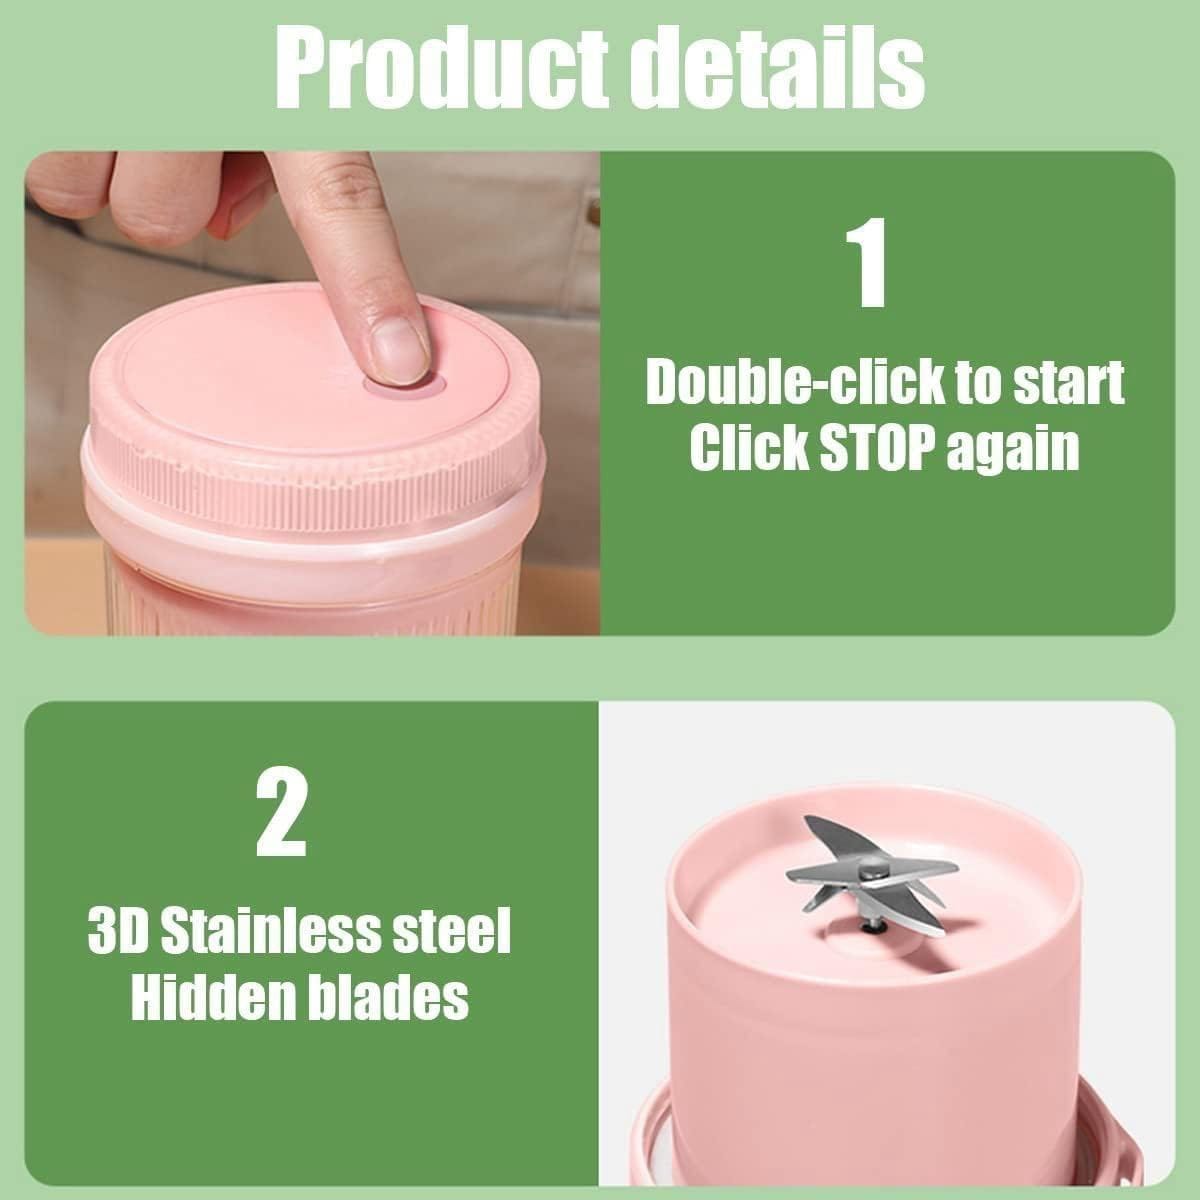 Product details
1
Double-click to start
Click STOP again
2
3D Stainless steel
Hidden blades